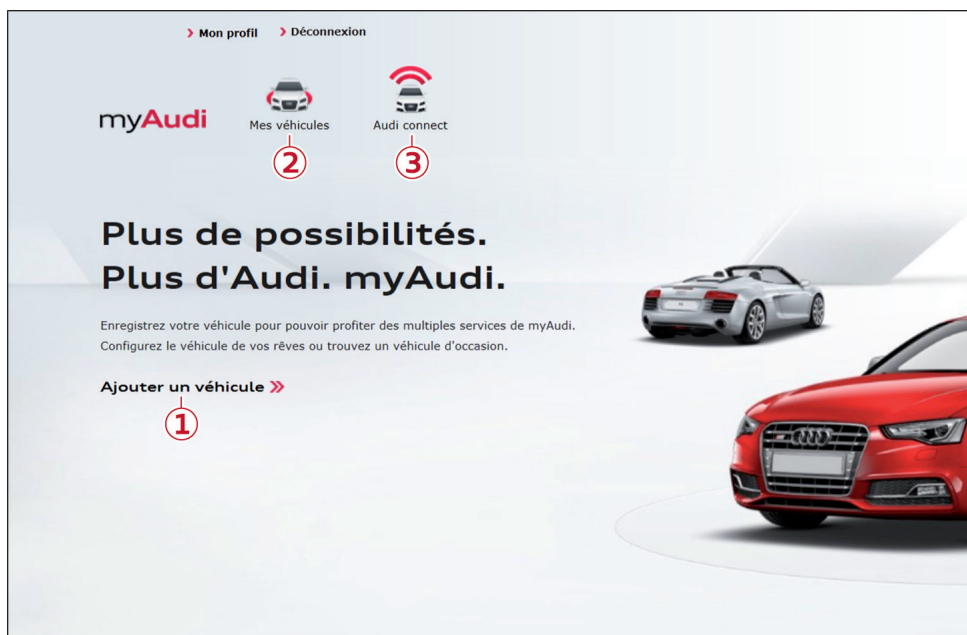 Mon profil
Déconnexion
myAudi
Mes véhicules
Audi connect
2
3
Plus de possibilités.
Plus d'Audi. myAudi.
Enregistrez votre véhicule pour pouvoir profiter des multiples services de myAudi.
Configurez le véhicule de vos rêves ou trouvez un véhicule d'occasion.
Ajouter un véhicule
1